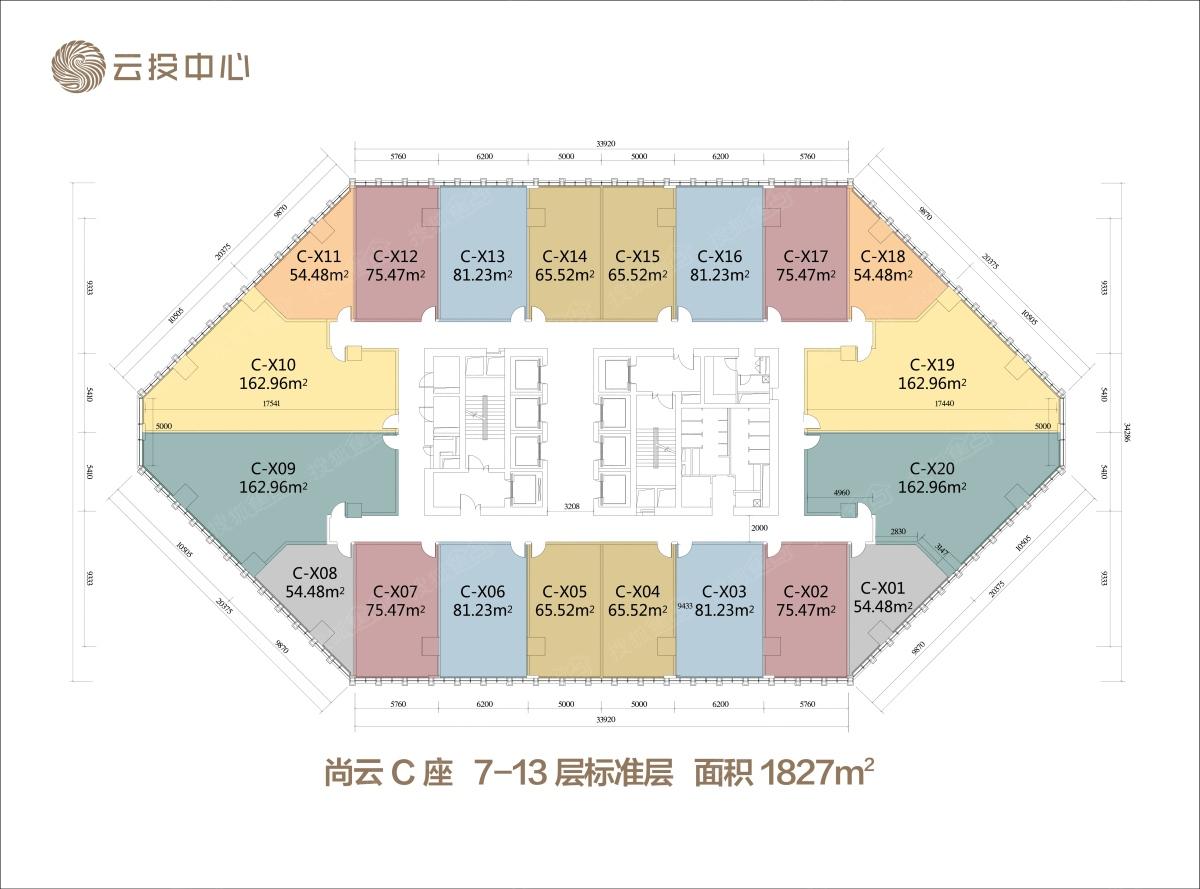 云投中心
33920
5760 6200 5000 5000 6200 5760
9870 20375 10505
9870 20375 10505
9333 5410 5410 9333
9333 5410 5410 9333
34296
C-X11
54.48m²
C-X12
75.47m²
C-X13
81.23m²
C-X14
65.52m²
C-X15
65.52m²
C-X16
81.23m²
C-X17
75.47m²
C-X18
54.48m²
C-X10
162.96m²
17541
5000
C-X19
162.96m²
17440
5000
C-X09
162.96m²
C-X20
162.96m²
4960
3208
2000
2830
3147
C-X08
54.48m²
C-X07
75.47m²
C-X06
81.23m²
C-X05
65.52m²
C-X04
65.52m²
9433
C-X03
81.23m²
C-X02
75.47m²
C-X01
54.48m²
10505 20375 9870
10505 20375 9870
5760 6200 5000 5000 6200 5760
33920
尚云 C 座 7-13 层标准层 面积 1827m²